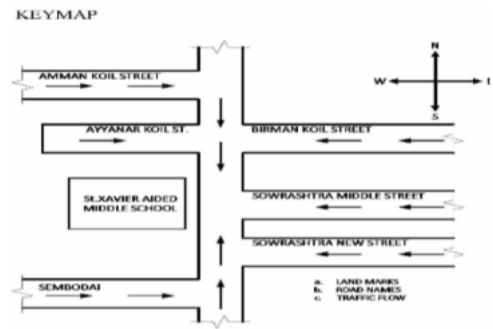 KEYMAP
AMMAN KOIL STREET
N
W
D
S
AYYANAR KOIL ST.
BIRMAN KOIL STREET
ST.XAVIER AIDED
MIDDLE SCHOOL
SOWRASHTRA MIDDLE STREET
SOWRASHTRA NEW STREET
SEMBODAI
a. LAND MARKS
b. ROAD NAMES
c. TRAFFIC FLOW